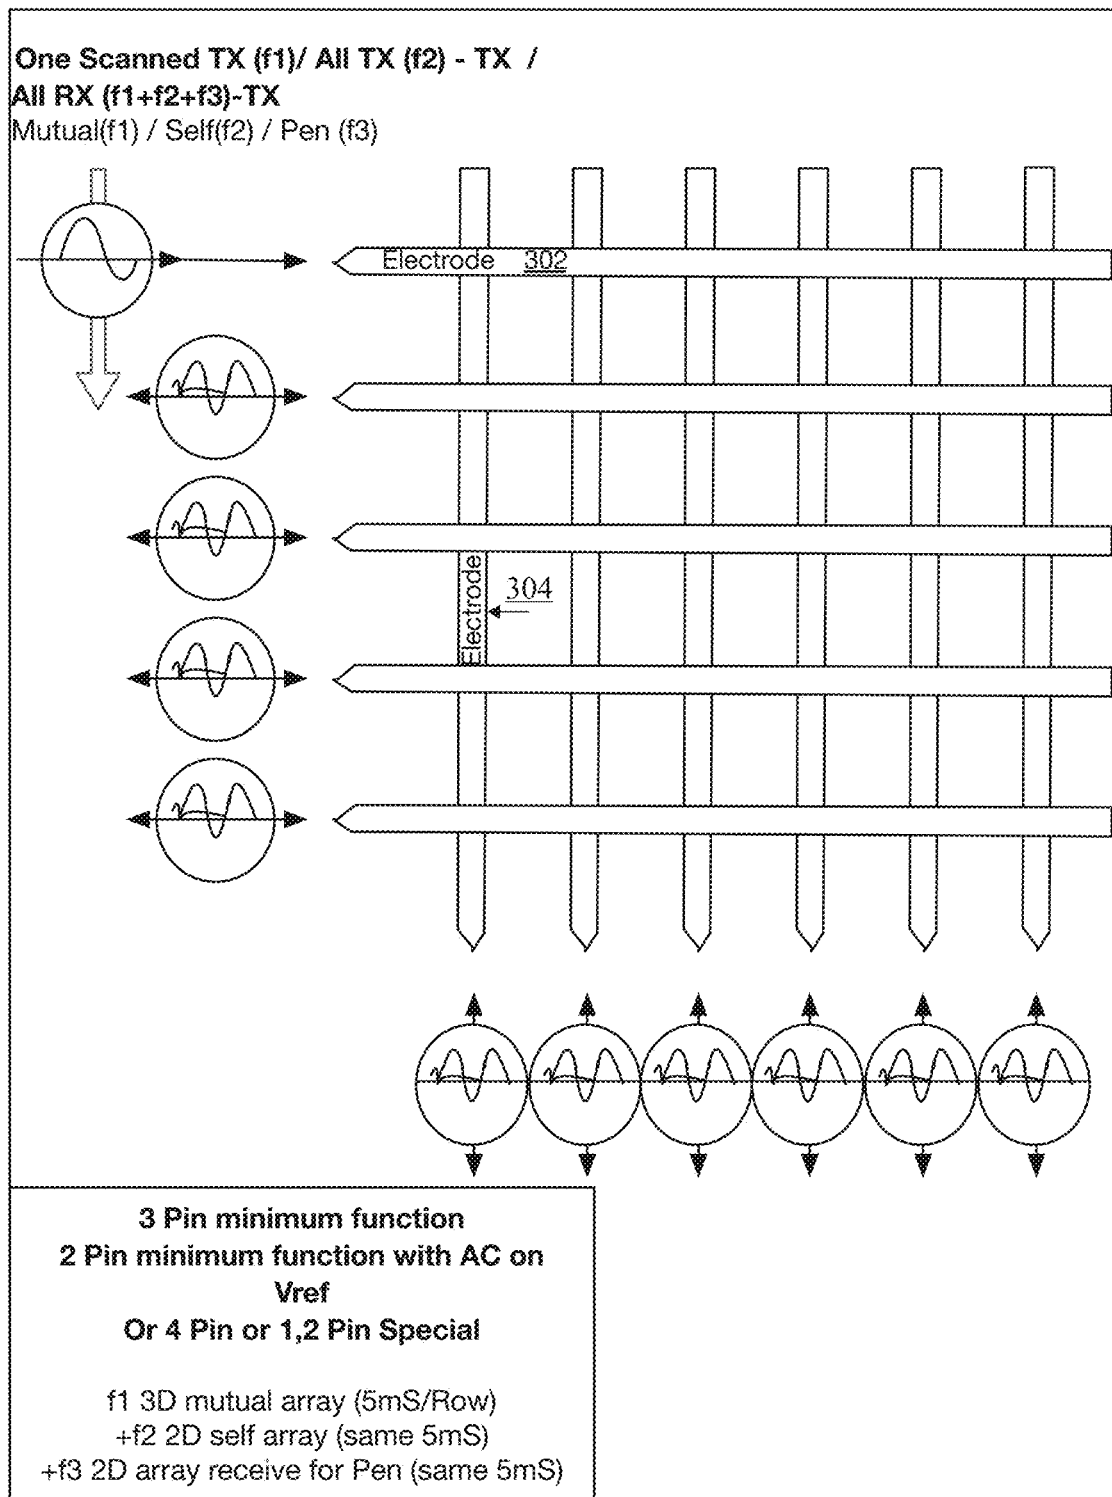 One Scanned TX (f1)/ All TX (f2) - TX /
All RX (f1+f2+f3)-TX
Mutual(f1) / Self(f2) / Pen (f3)
Electrode 302
Electrode
304
3 Pin minimum function
2 Pin minimum function with AC on
Vref
Or 4 Pin or 1,2 Pin Special
f1 3D mutual array (5mS/Row)
+f2 2D self array (same 5mS)
+f3 2D array receive for Pen (same 5mS)